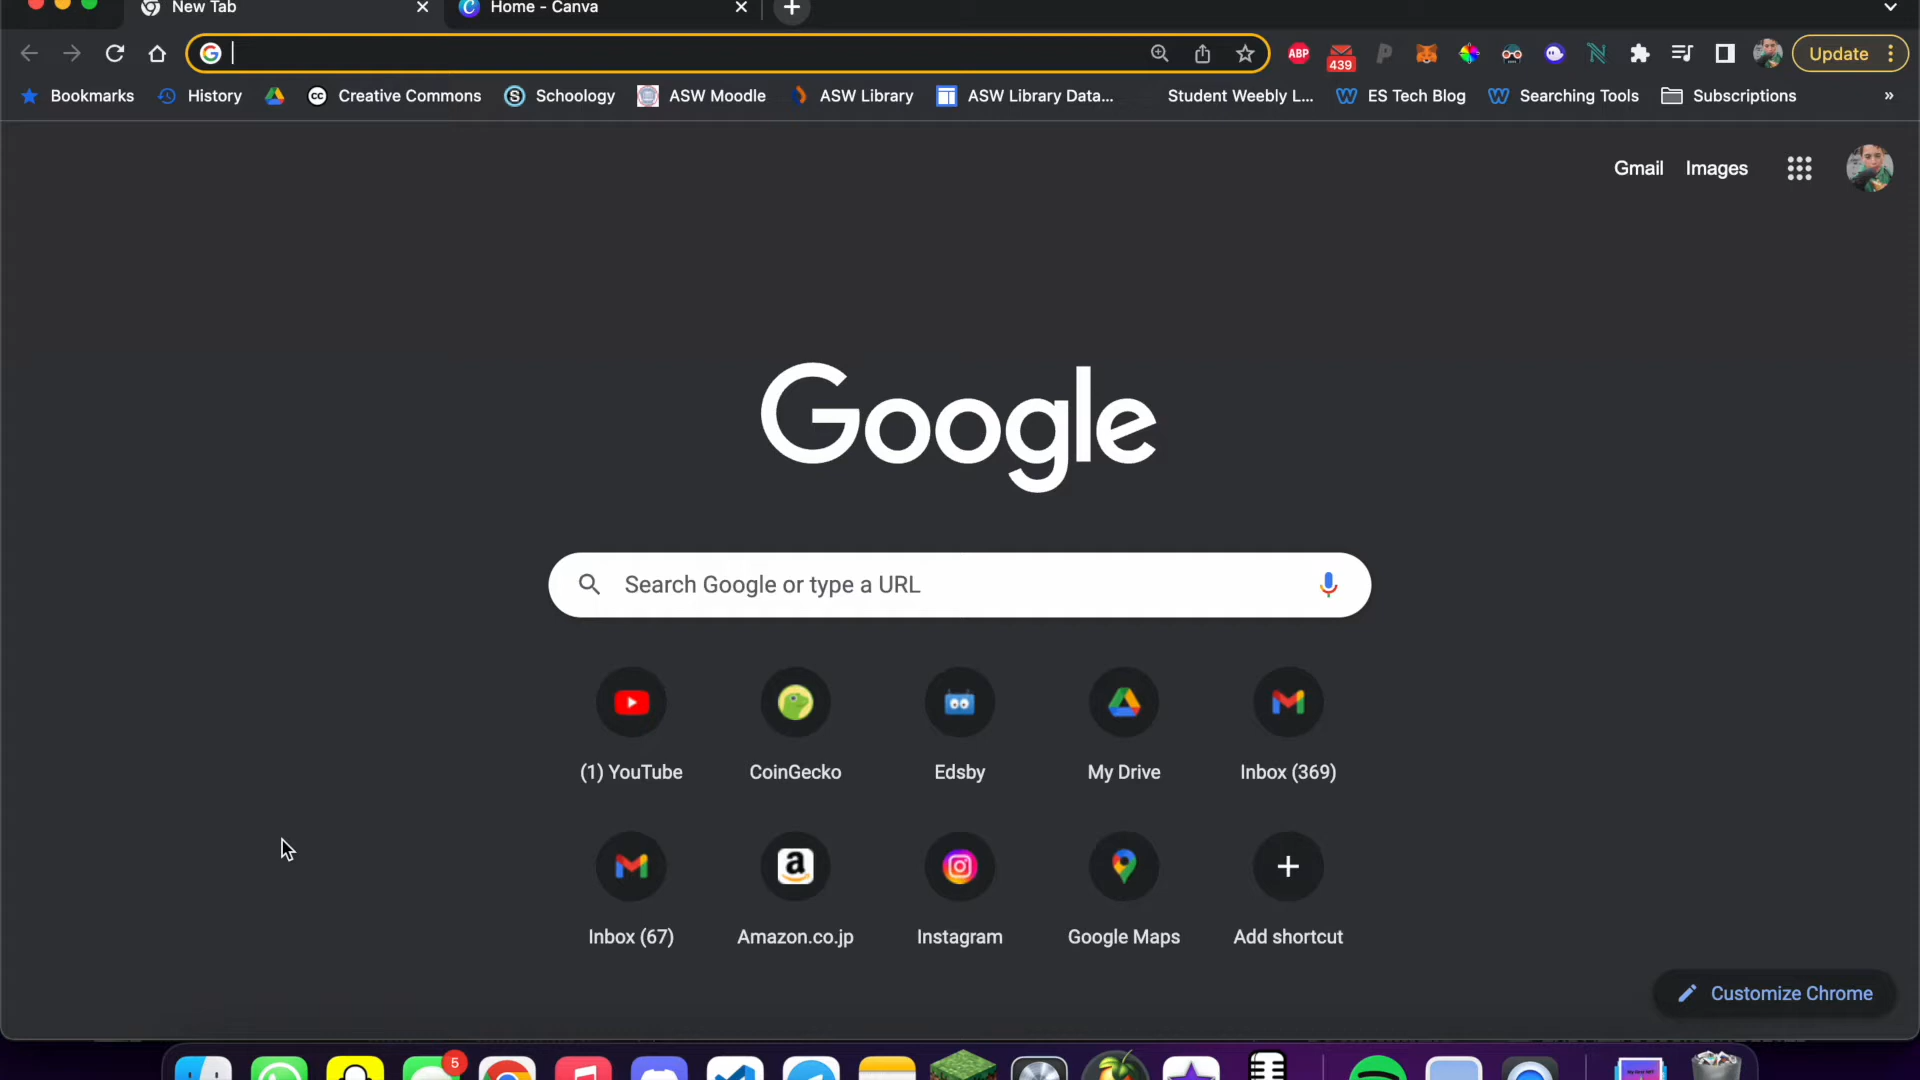 New Tab
Home - Canva
ABP
439
Update
Bookmarks
History
Creative Commons
Schoology
ASW Moodle
ASW Library
ASW Library Data...
Student Weekly L...
ES Tech Blog
Searching Tools
Subscriptions
»
Gmail
Images
Google
Search Google or type a URL
(1) YouTube
CoinGecko
Edsby
My Drive
Inbox (369)
Inbox (67)
Amazon.co.jp
Instagram
Google Maps
Add shortcut
Customize Chrome
5